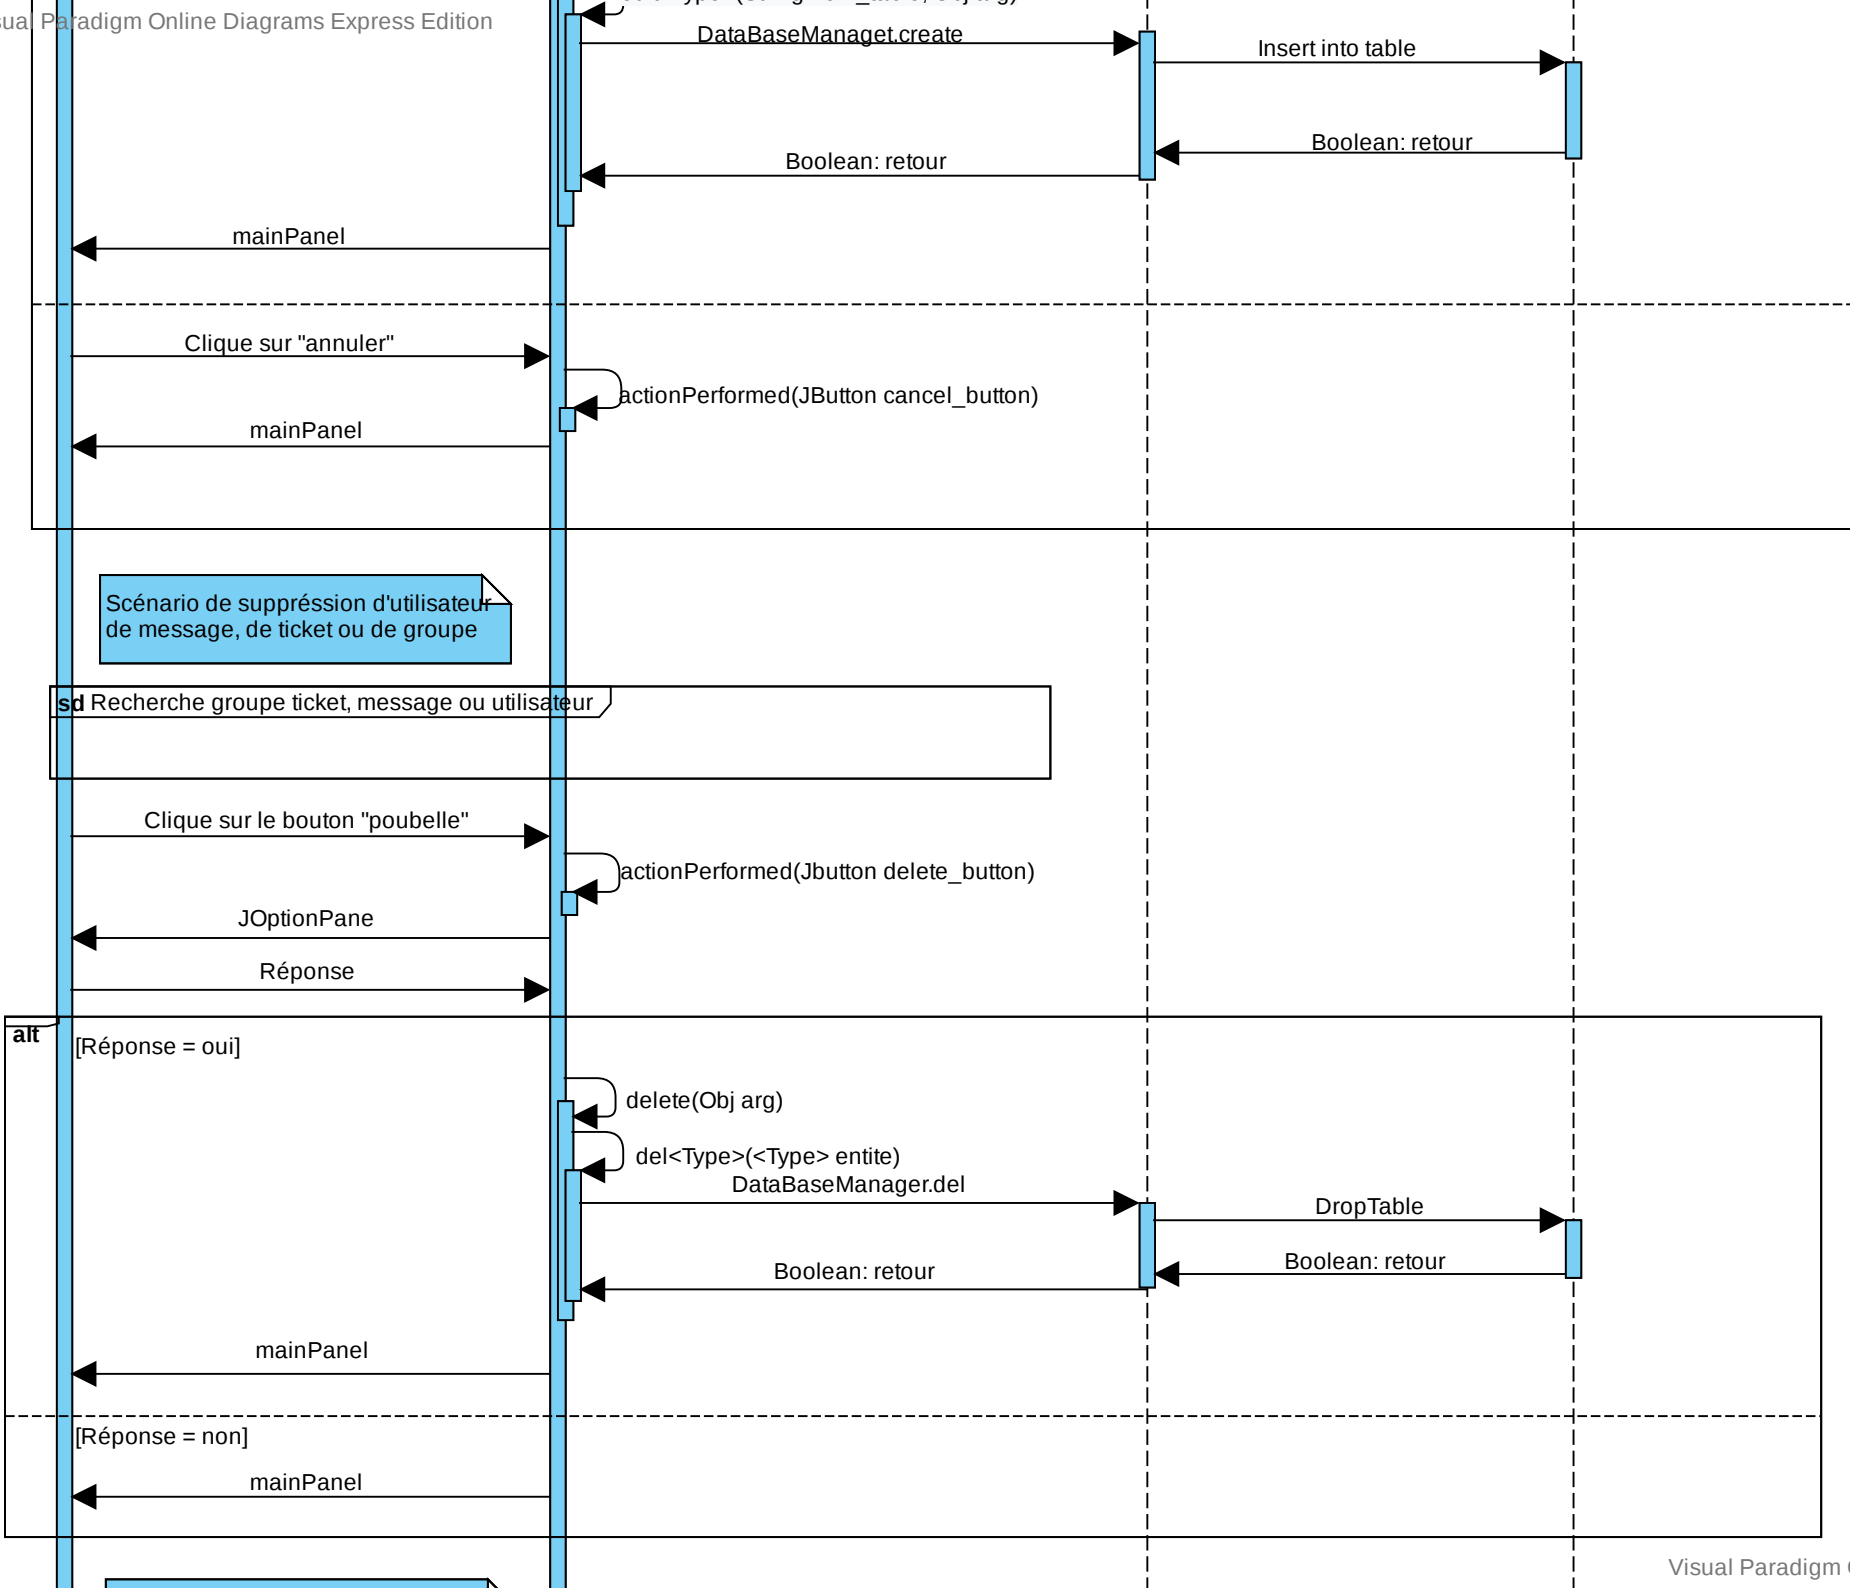 Paradigm Online Diagrams Express Edition
DataBaseManaget.create
Insert into table
Boolean: retour
Boolean: retour
mainPanel
Clique sur "annuler"
actionPerformed(JButton cancel_button)
mainPanel
Scénario de suppréssion d'utilisateur
de message, de ticket ou de groupe
sd Recherche groupe ticket, message ou utilisateur
Clique sur le bouton "poubelle"
actionPerformed(Jbutton delete_button)
JOptionPane
Réponse
alt
[Réponse = oui]
delete(Obj arg)
del<Type>(<Type> entite)
DataBaseManager.del
DropTable
Boolean: retour
Boolean: retour
mainPanel
[Réponse = non]
mainPanel
Visual Paradigm